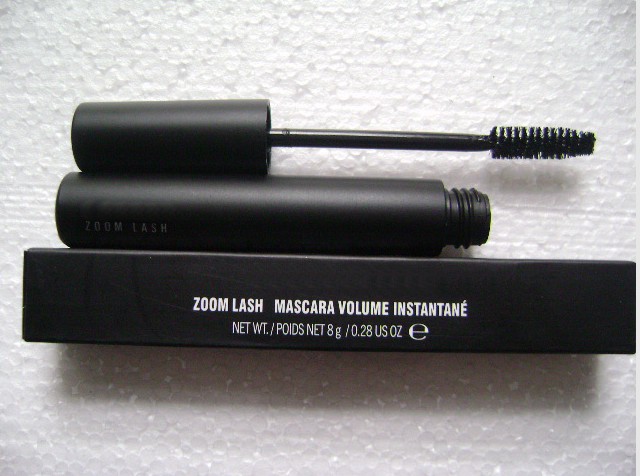 ZOOM LASH
ZOOM LASH MASCARA VOLUME INSTANTANÉ
NET WT. / POIDS NET 8 g / 0.28 US OZ ℮